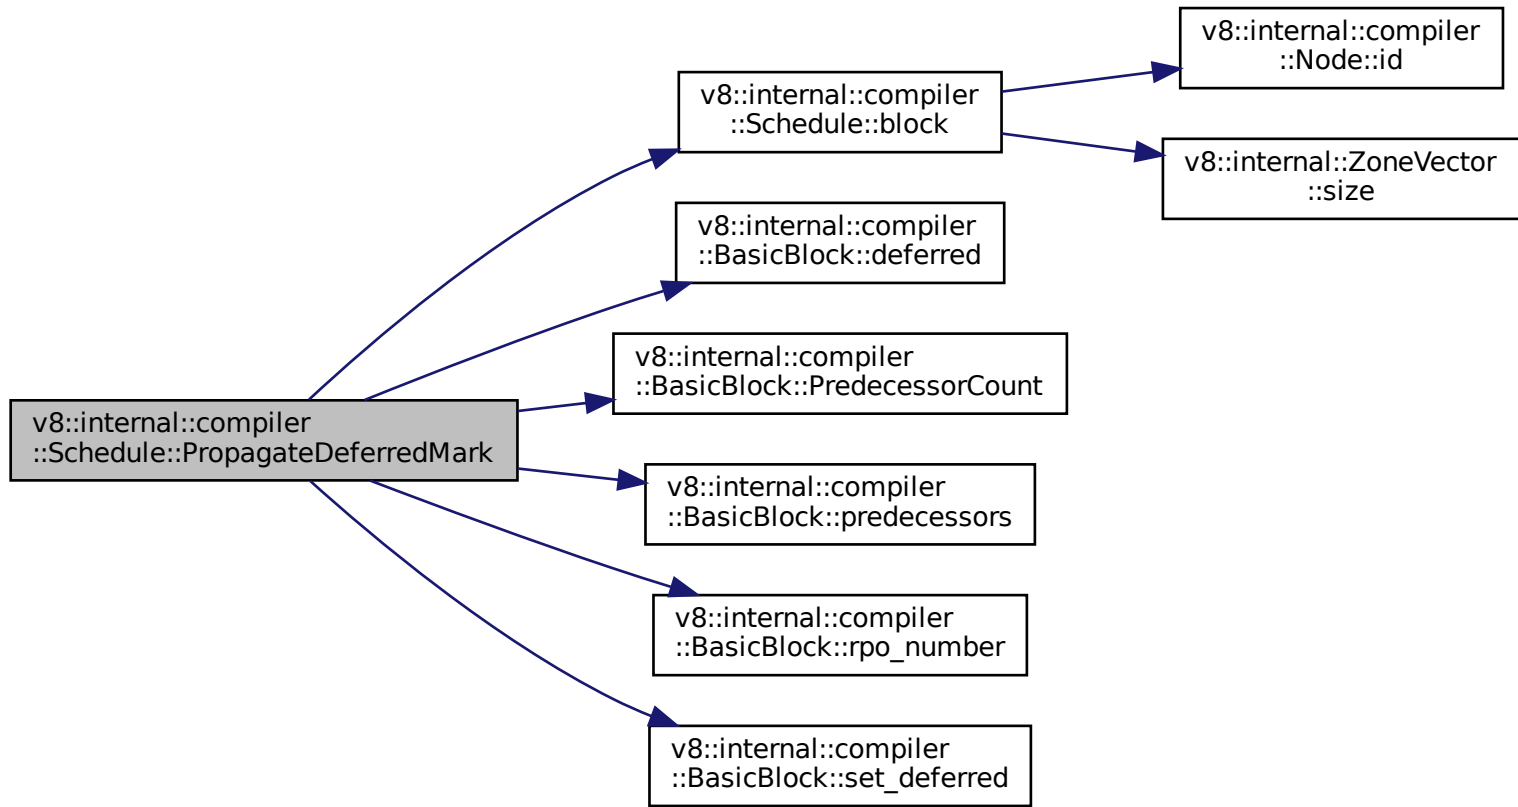 v8::internal::compiler
::Node::id
v8::internal::compiler
::Schedule::block
v8::internal::ZoneVector
::size
v8::internal::compiler
::BasicBlock::deferred
v8::internal::compiler
::BasicBlock::PredecessorCount
v8::internal::compiler
::Schedule::PropagateDeferredMark
v8::internal::compiler
::BasicBlock::predecessors
v8::internal::compiler
::BasicBlock::rpo_number
v8::internal::compiler
::BasicBlock::set_deferred